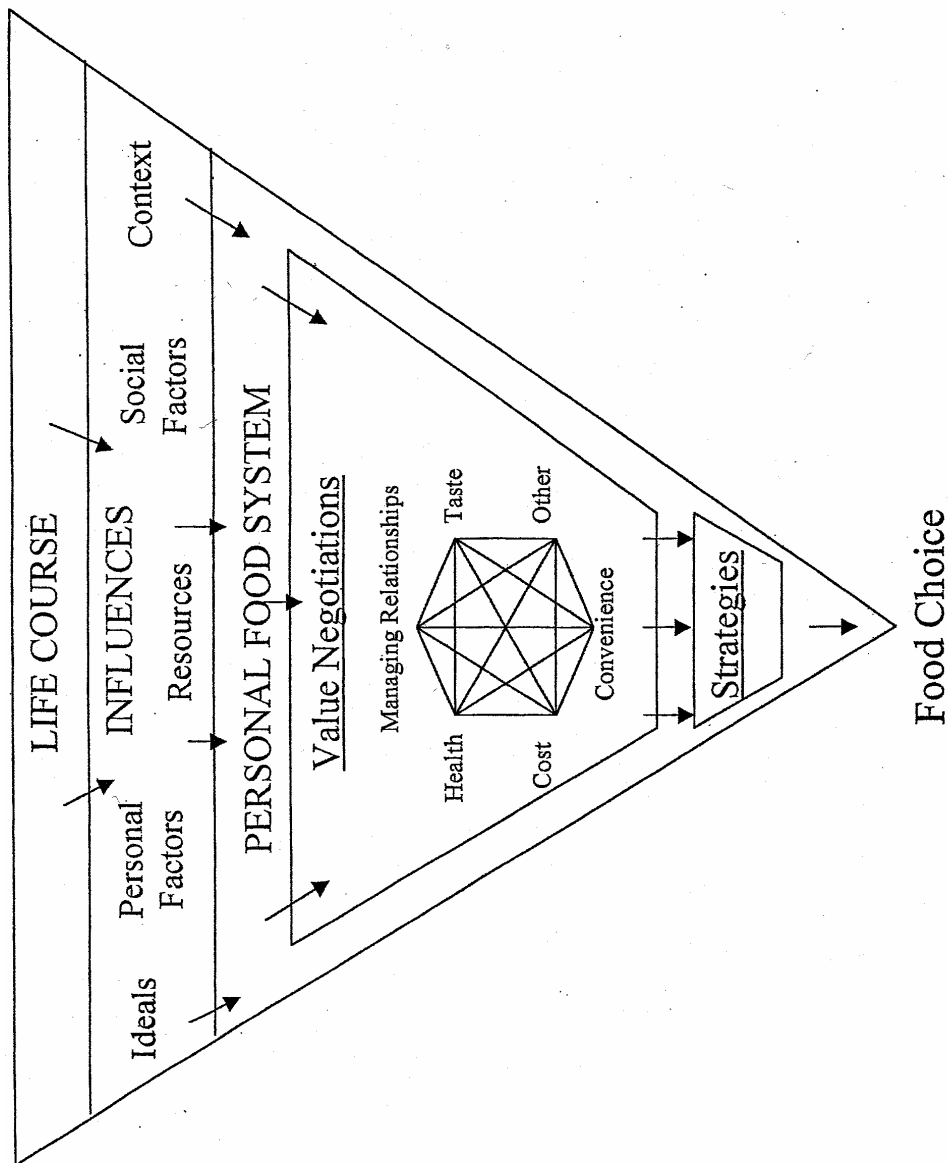 LIFE COURSE
INFLUENCES
Ideals
Personal
Factors
Resources
Social
Factors
Context
PERSONAL FOOD SYSTEM
Value Negotiations
Managing Relationships
Health
Taste
Cost
Other
Convenience
Strategies
Food Choice